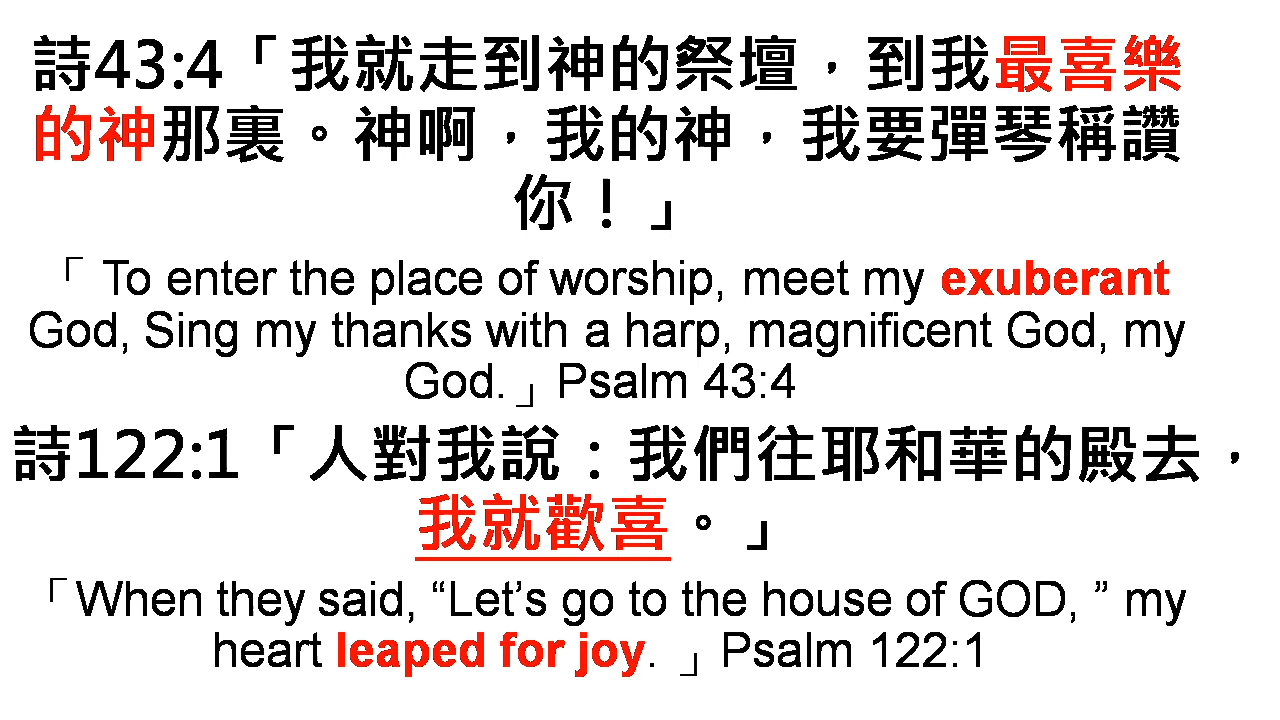 詩43:4「我就走到神的祭壇，到我最喜樂
的神那裏。神啊，我的神，我要彈琴稱讚
你！」
「 To enter the place of worship, meet my exuberant
God, Sing my thanks with a harp, magnificent God, my
God.」Psalm 43:4
詩122:1「人對我說：我們往耶和華的殿去，
我就歡喜。」
「When they said, “Let’s go to the house of GOD, ” my
heart leaped for joy. 」Psalm 122:1